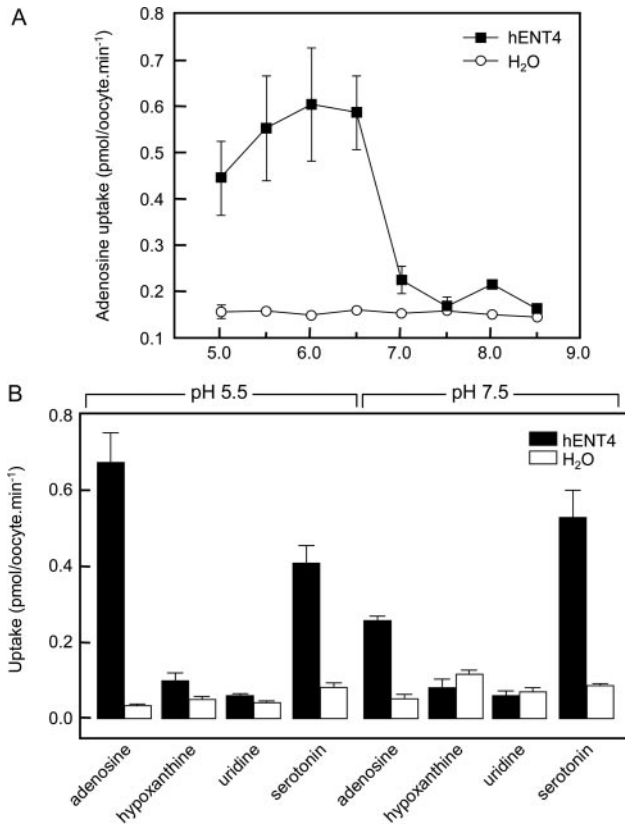 A
Adenosine uptake (pmol/oocyte.min⁻¹)
0.8
0.7
0.6
0.5
0.4
0.3
0.2
0.1
hENT4
H₂O
5.0 6.0 7.0 8.0 9.0
B
pH 5.5 pH 7.5
Uptake (pmol/oocyte.min⁻¹)
0.8
0.6
0.4
0.2
0.0
hENT4
H₂O
adenosine
hypoxanthine
uridine
serotonin
adenosine
hypoxanthine
uridine
serotonin